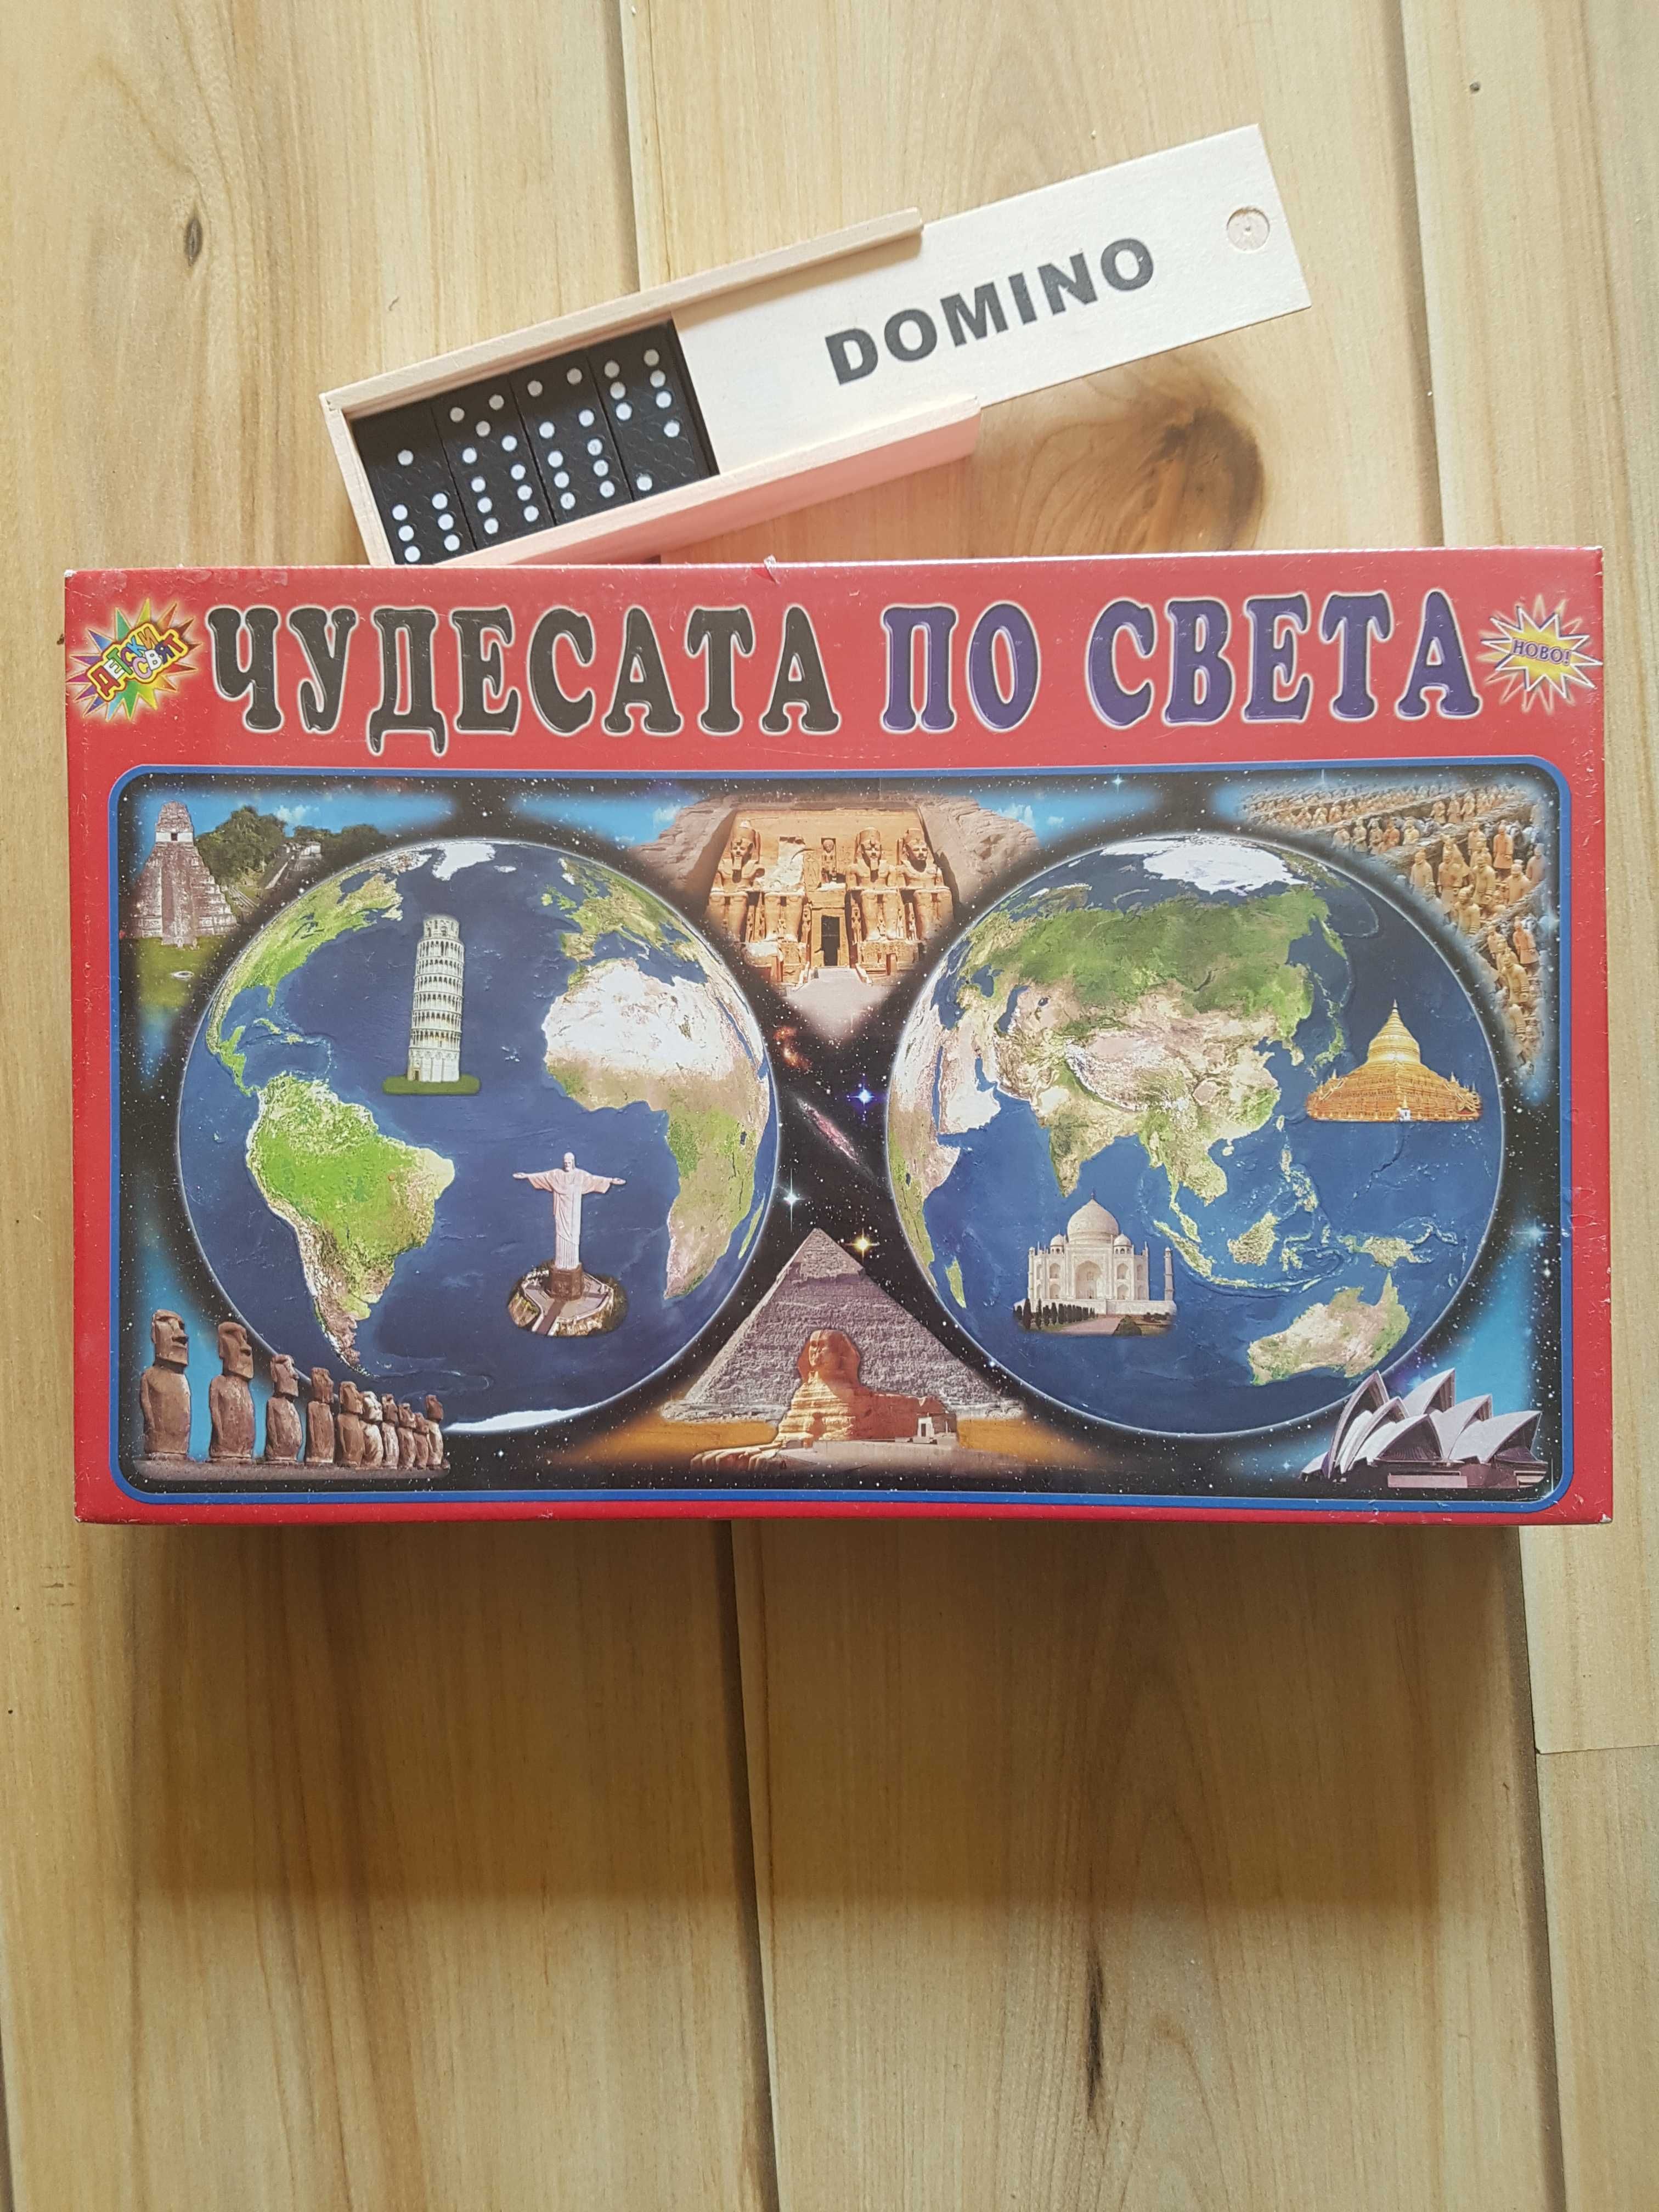 DOMINO
ДЕТСКИ
СВЯТ
ЧУДЕСАТА ПО СВЕТА
НОВО!